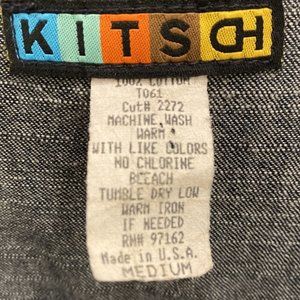 KITSCH
100% COTTON
T061
Cut# 2272
MACHINE WASH
WARM
WITH LIKE COLORS
NO CHLORINE
BLEACH
TUMBLE DRY LOW
WARM IRON
IF NEEDED
RN# 97162
Made in U.S.A.
MEDIUM